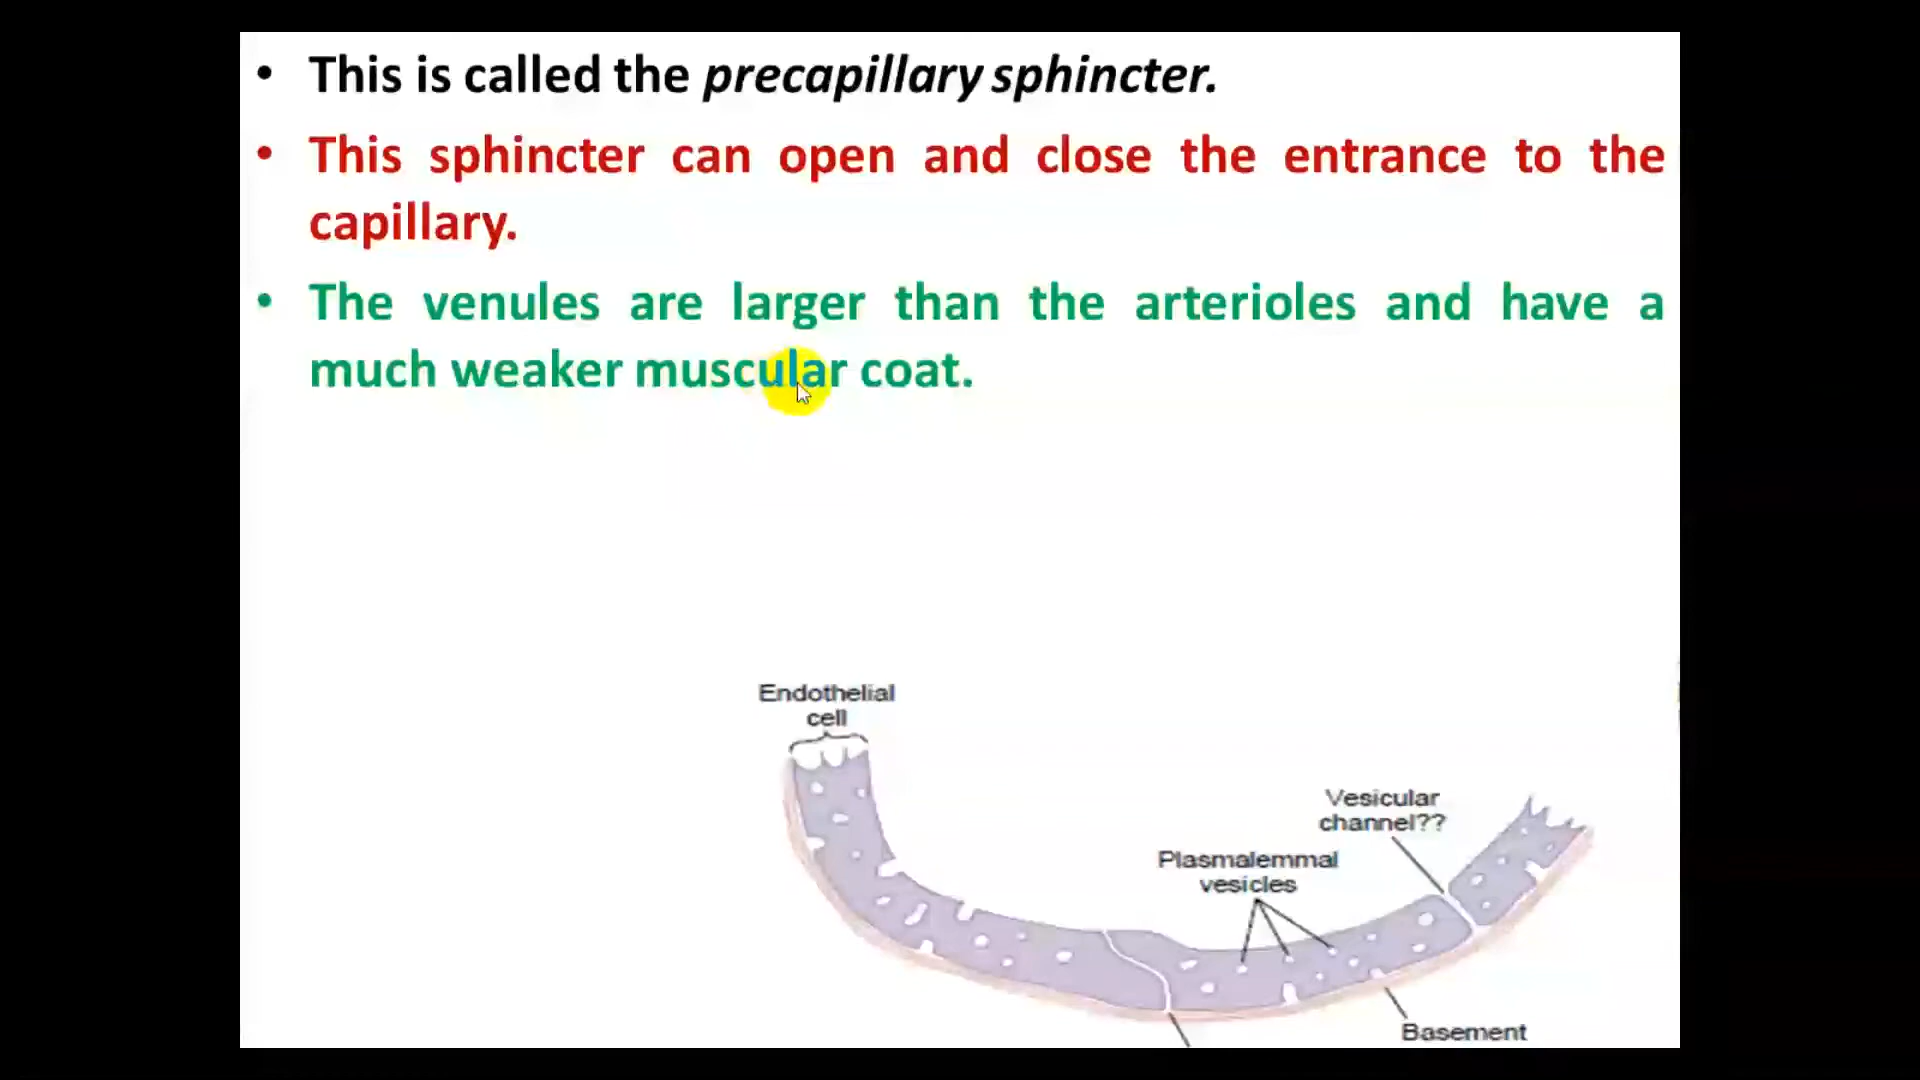 • This is called the precapillary sphincter.
• This sphincter can open and close the entrance to the
capillary.
• The venules are larger than the arterioles and have a
much weaker muscular coat.
Endothelial
cell
Vesicular
channel??
Plasmalemmal
vesicles
Basement